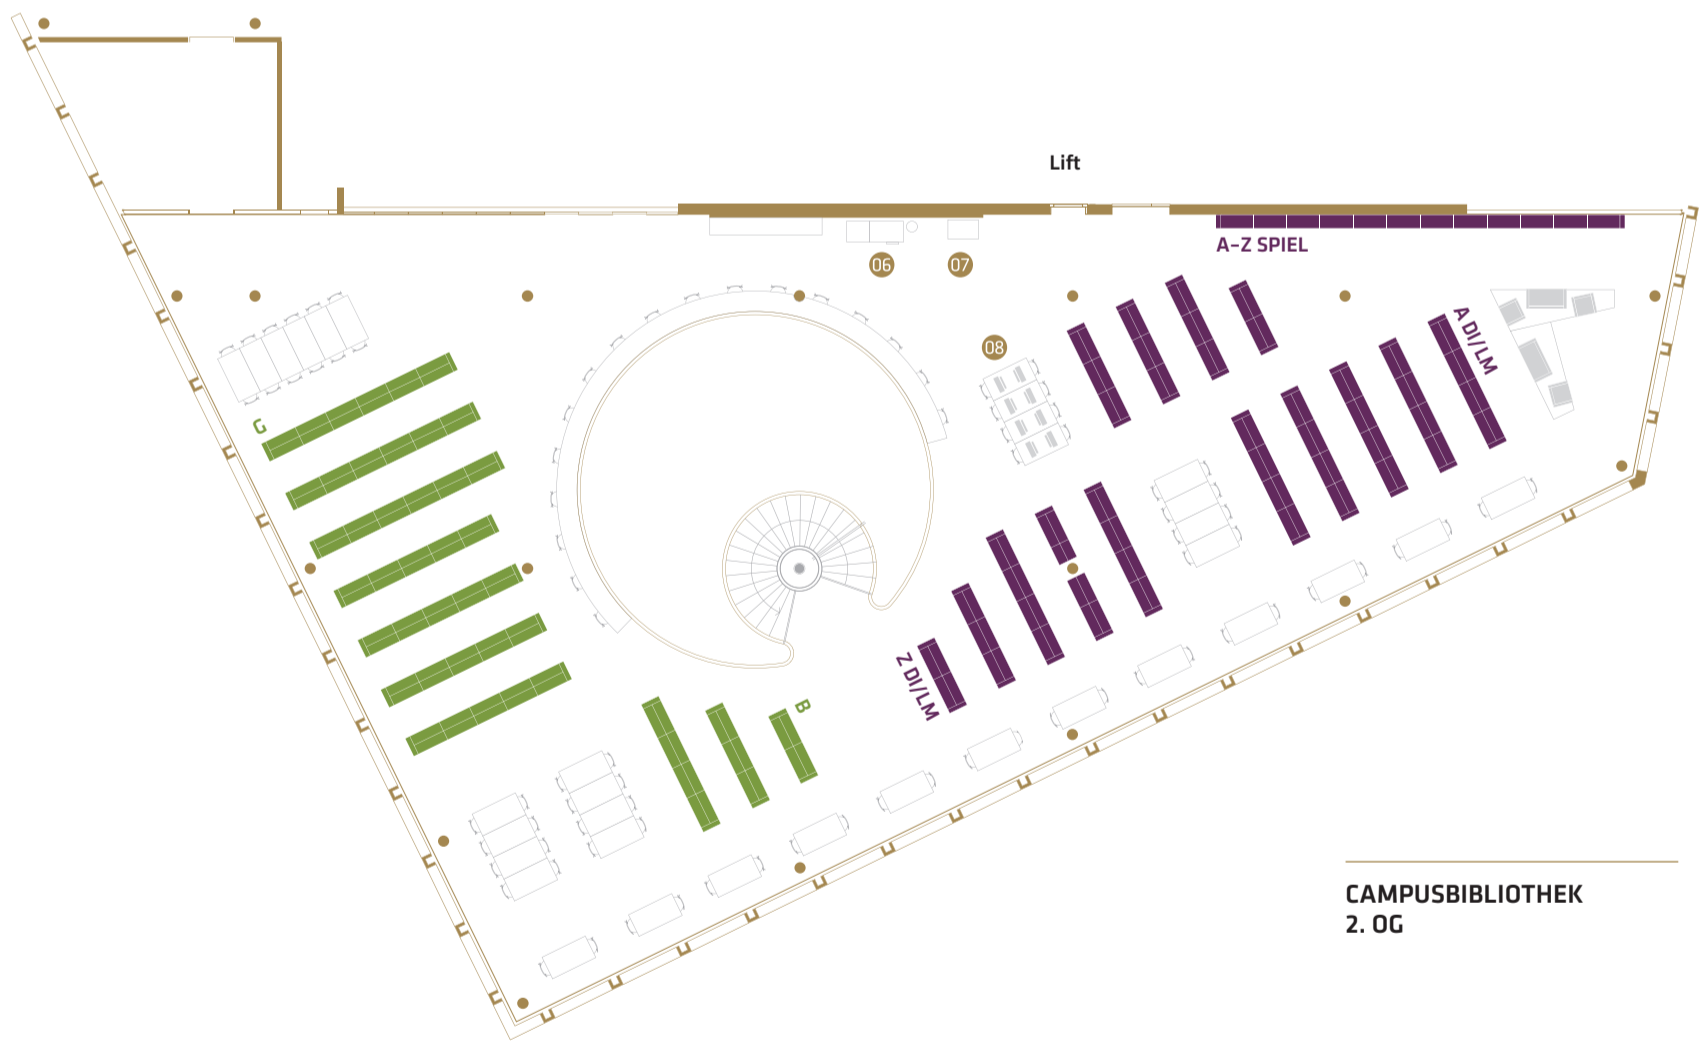 Lift
A–Z SPIEL
06
07
08
A DI/LM
G
Z DI/LM
B
CAMPUSBIBLIOTHEK
2. OG